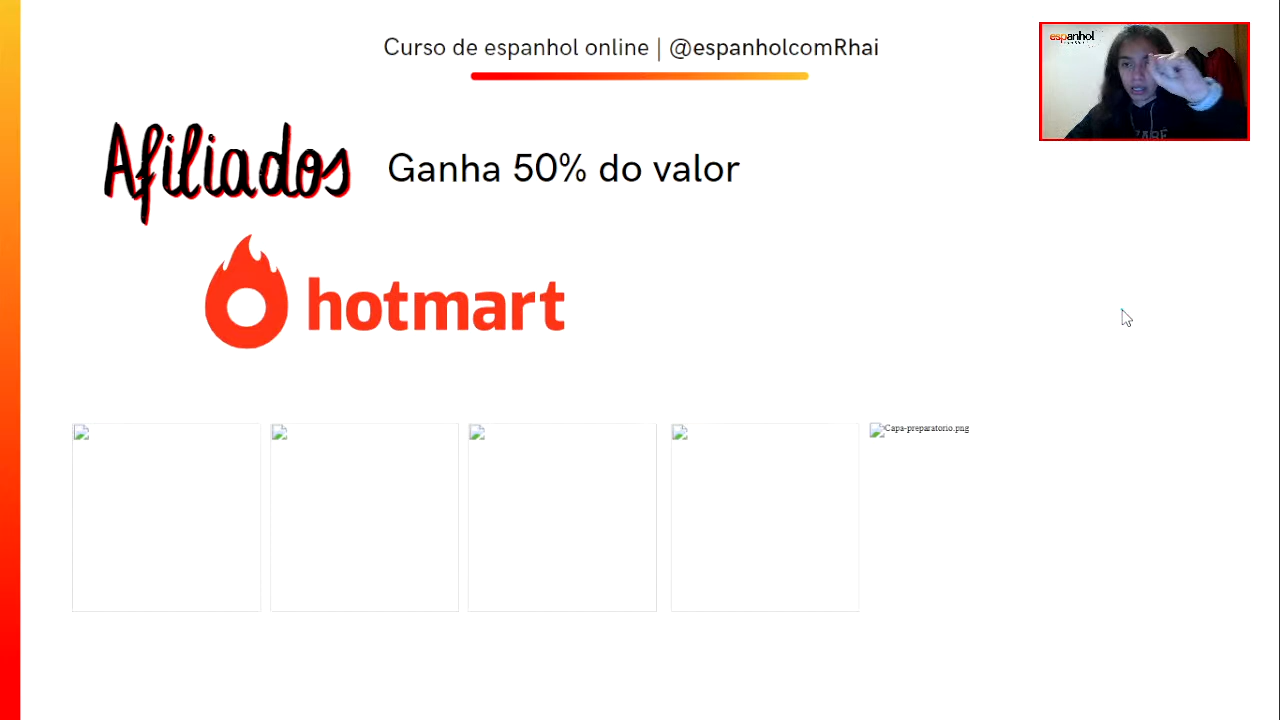 Curso de espanhol online | @espanholcomRhai
espanhol
Afiliados
Ganha 50% do valor
hotmart
Capa-preparatorio.png